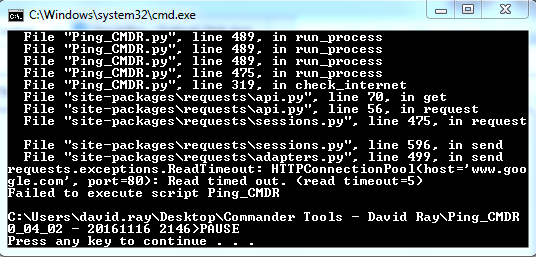 C:\Windows\system32\cmd.exe
File "Ping_CMDR.py", line 489, in run_process
File "Ping_CMDR.py", line 489, in run_process
File "Ping_CMDR.py", line 489, in run_process
File "Ping_CMDR.py", line 475, in run_process
File "Ping_CMDR.py", line 319, in check_internet
File "site-packages\requests\api.py", line 70, in get
File "site-packages\requests\api.py", line 56, in request
File "site-packages\requests\sessions.py", line 475, in request
File "site-packages\requests\sessions.py", line 596, in send
File "site-packages\requests\adapters.py", line 499, in send
requests.exceptions.ReadTimeout: HTTPConnectionPool(host='www.goo
gle.com', port=80): Read timed out. (read timeout=5)
Failed to execute script Ping_CMDR
C:\Users\david.ray\Desktop\Commander Tools - David Ray\Ping_CMDR
0_04_02 - 20161116 2146>PAUSE
Press any key to continue . . .